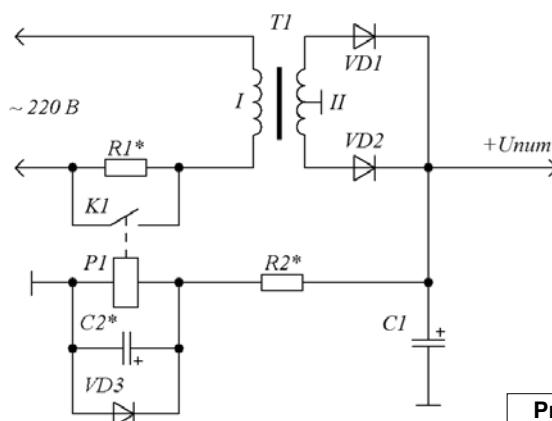 T1
VD1
I
II
~ 220 В
VD2
+Uпит
R1*
K1
P1
R2*
C2*
C1
+
+
VD3